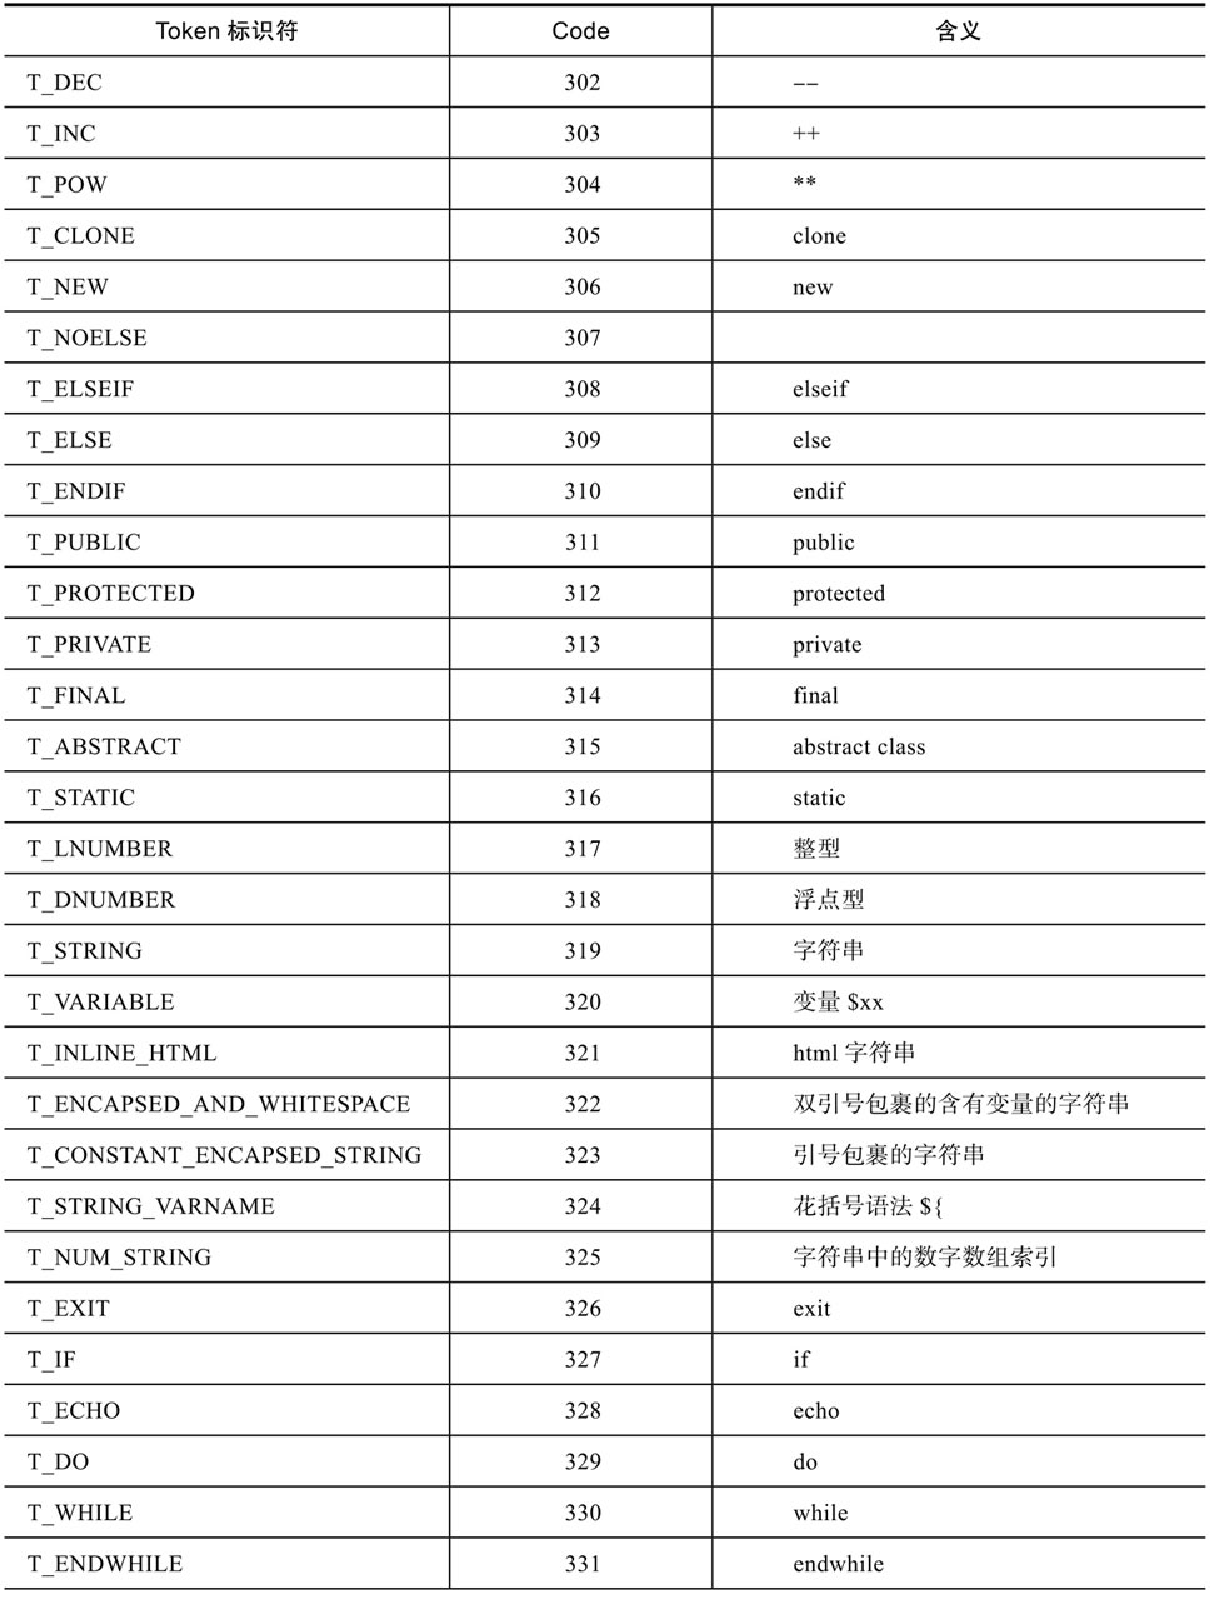 Token 标识符 Code 含义
T_DEC 302 --
T_INC 303 ++
T_POW 304 **
T_CLONE 305 clone
T_NEW 306 new
T_NOELSE 307
T_ELSEIF 308 elseif
T_ELSE 309 else
T_ENDIF 310 endif
T_PUBLIC 311 public
T_PROTECTED 312 protected
T_PRIVATE 313 private
T_FINAL 314 final
T_ABSTRACT 315 abstract class
T_STATIC 316 static
T_LNUMBER 317 整型
T_DNUMBER 318 浮点型
T_STRING 319 字符串
T_VARIABLE 320 变量 $xx
T_INLINE_HTML 321 html 字符串
T_ENCAPSED_AND_WHITESPACE 322 双引号包裹的含有变量的字符串
T_CONSTANT_ENCAPSED_STRING 323 引号包裹的字符串
T_STRING_VARNAME 324 花括号语法 ${
T_NUM_STRING 325 字符串中的数字数组索引
T_EXIT 326 exit
T_IF 327 if
T_ECHO 328 echo
T_DO 329 do
T_WHILE 330 while
T_ENDWHILE 331 endwhile